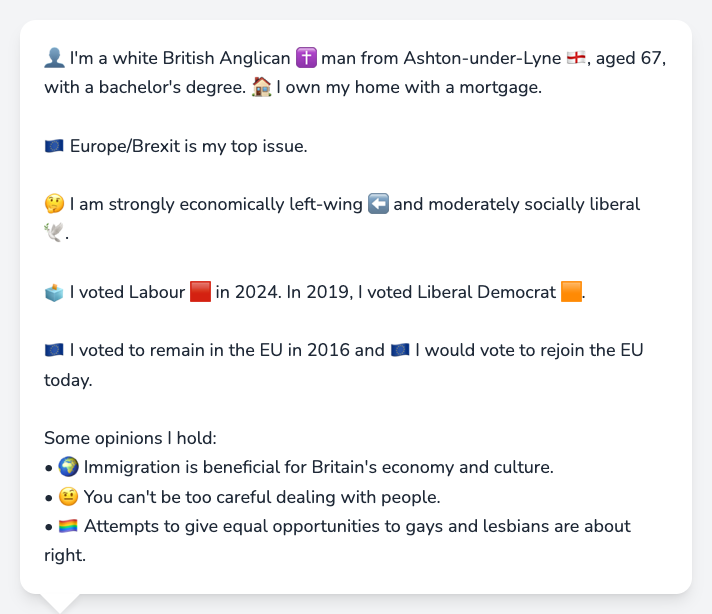 👤 I'm a white British Anglican ✝️ man from Ashton-under-Lyne 🏴󠁧󠁢󠁥󠁮󠁧󠁿, aged 67,
with a bachelor's degree. 🏠 I own my home with a mortgage.
🇪🇺 Europe/Brexit is my top issue.
🤔 I am strongly economically left-wing ⬅️ and moderately socially liberal
🕊️.
🗳️ I voted Labour 🟥 in 2024. In 2019, I voted Liberal Democrat 🟧.
🇪🇺 I voted to remain in the EU in 2016 and 🇪🇺 I would vote to rejoin the EU
today.
Some opinions I hold:
• 🌍 Immigration is beneficial for Britain's economy and culture.
• 🤨 You can't be too careful dealing with people.
• 🏳️‍🌈 Attempts to give equal opportunities to gays and lesbians are about
right.